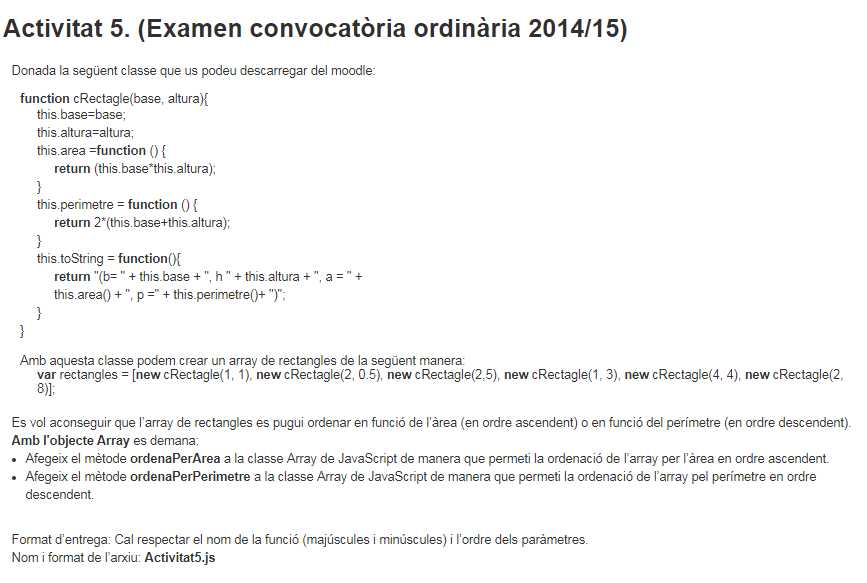 Activitat 5. (Examen convocatòria ordinària 2014/15)
Donada la següent classe que us podeu descarregar del moodle:
function cRectagle(base, altura){
this.base=base;
this.altura=altura;
this.area =function () {
return (this.base*this.altura);
}
this.perimetre = function () {
return 2*(this.base+this.altura);
}
this.toString = function(){
return "(b= " + this.base + ", h " + this.altura + ", a = " +
this.area() + ", p =" + this.perimetre()+ ")";
}
}
Amb aquesta classe podem crear un array de rectangles de la següent manera:
var rectangles = [new cRectagle(1, 1), new cRectagle(2, 0.5), new cRectagle(2,5), new cRectagle(1, 3), new cRectagle(4, 4), new cRectagle(2,
8)];
Es vol aconseguir que l'array de rectangles es pugui ordenar en funció de l'àrea (en ordre ascendent) o en funció del perímetre (en ordre descendent).
Amb l'objecte Array es demana:
• Afegeix el mètode ordenaPerArea a la classe Array de JavaScript de manera que permeti la ordenació de l'array per l'àrea en ordre ascendent.
• Afegeix el mètode ordenaPerPerimetre a la classe Array de JavaScript de manera que permeti la ordenació de l'array pel perímetre en ordre
descendent.
Format d'entrega: Cal respectar el nom de la funció (majúscules i minúscules) i l'ordre dels paràmetres.
Nom i format de l'arxiu: Activitat5.js